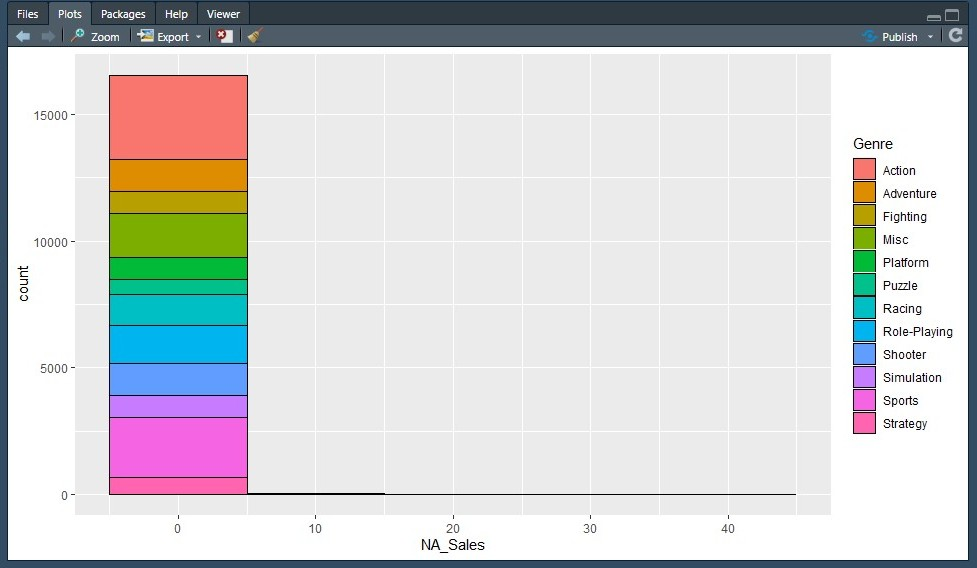 Files Plots Packages Help Viewer
Zoom Export Publish
15000
10000
5000
0
count
0 10 20 30 40
NA_Sales
Genre
Action
Adventure
Fighting
Misc
Platform
Puzzle
Racing
Role-Playing
Shooter
Simulation
Sports
Strategy